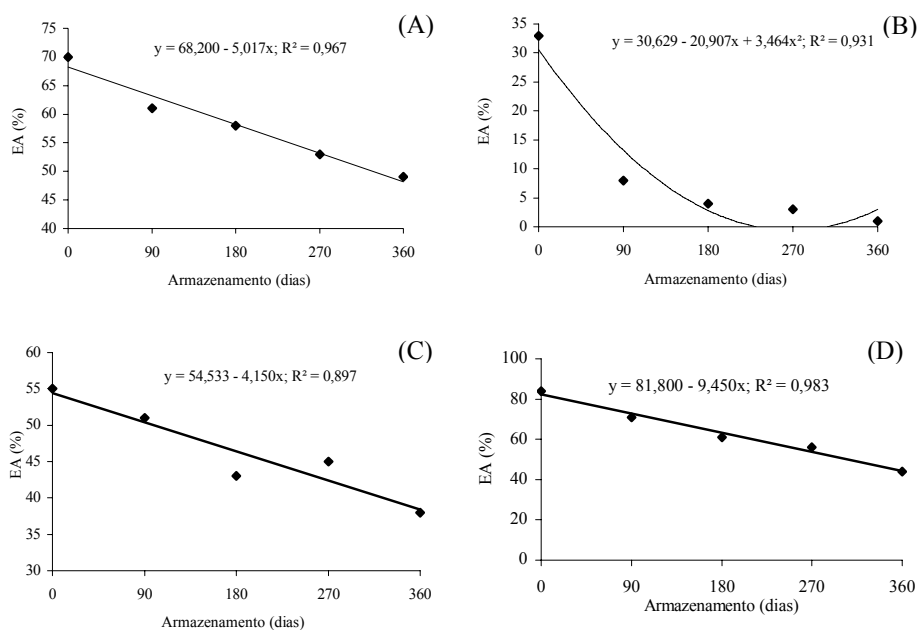 (A)
y = 68,200 - 5,017x; R² = 0,967
EA (%)
75
70
65
60
55
50
45
40
0 90 180 270 360
Armazenamento (dias)
(B)
y = 30,629 - 20,907x + 3,464x²; R² = 0,931
EA (%)
35
30
25
20
15
10
5
0
0 90 180 270 360
Armazenamento (dias)
(C)
y = 54,533 - 4,150x; R² = 0,897
EA (%)
60
55
50
45
40
35
30
0 90 180 270 360
Armazenamento (dias)
(D)
y = 81,800 - 9,450x; R² = 0,983
EA (%)
100
80
60
40
20
0
0 90 180 270 360
Armazenamento (dias)